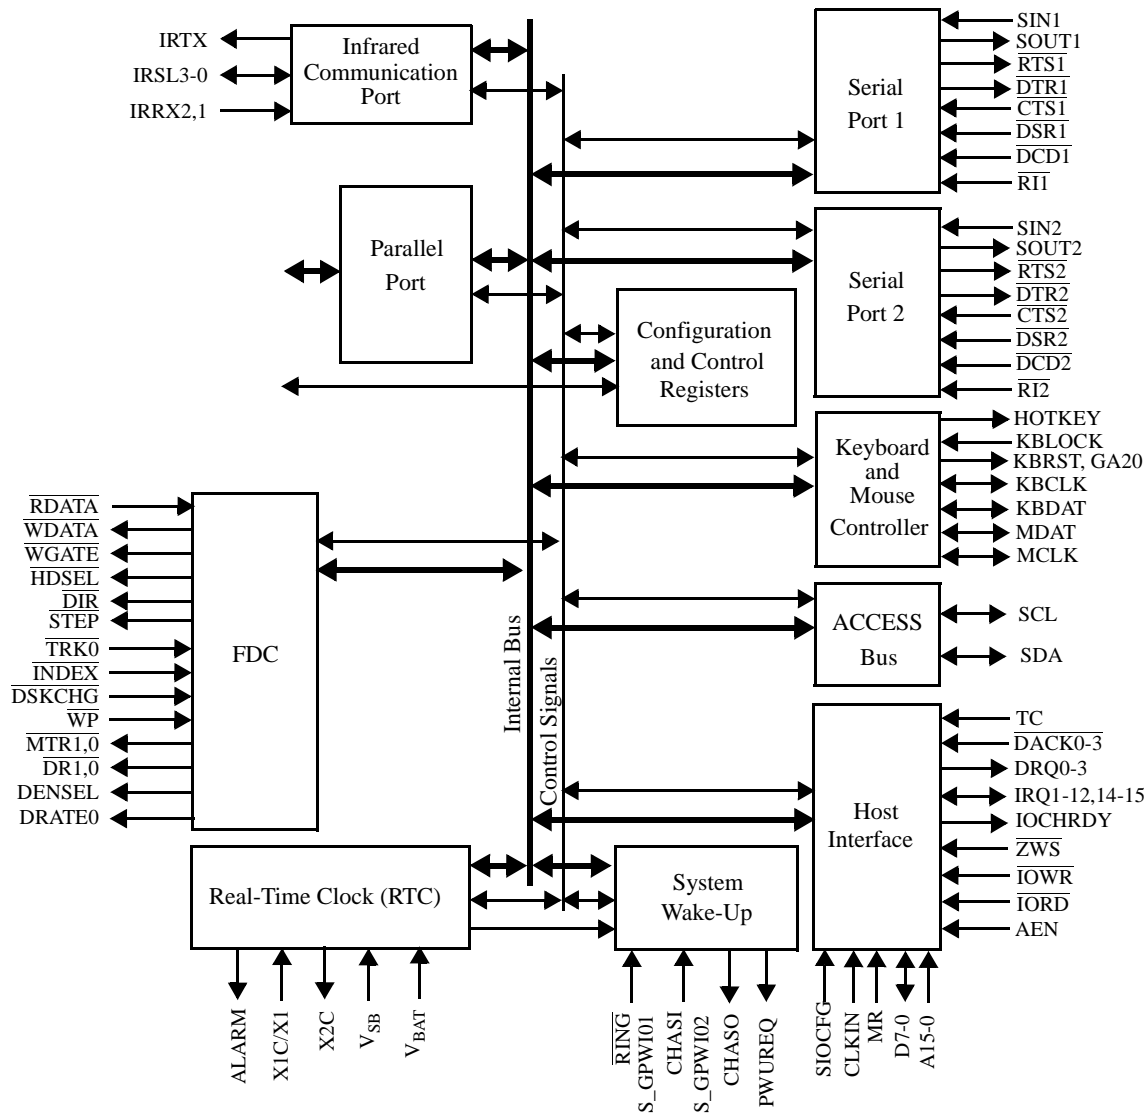 IRTX
IRSL3-0
IRRX2,1
Infrared
Communication
Port
Serial
Port 1
SIN1
SOUT1
RTS1
DTR1
CTS1
DSR1
DCD1
RI1
Parallel
Port
Serial
Port 2
SIN2
SOUT2
RTS2
DTR2
CTS2
DSR2
DCD2
RI2
Configuration
and Control
Registers
Keyboard
and
Mouse
Controller
HOTKEY
KBLOCK
KBRST, GA20
KBCLK
KBDAT
MDAT
MCLK
RDATA
WDATA
WGATE
HDSEL
DIR
STEP
TRK0
INDEX
DSKCHG
WP
MTR1,0
DR1,0
DENSEL
DRATE0
FDC
Internal Bus
Control Signals
ACCESS
Bus
SCL
SDA
Host
Interface
TC
DACK0-3
DRQ0-3
IRQ1-12,14-15
IOCHRDY
ZWS
IOWR
IORD
AEN
Real-Time Clock (RTC)
System
Wake-Up
ALARM
X1C/X1
X2C
VSB
VBAT
RING
S_GPWI01
CHASI
S_GPWI02
CHASO
PWUREQ
SIOCFG
CLKIN
MR
D7-0
A15-0